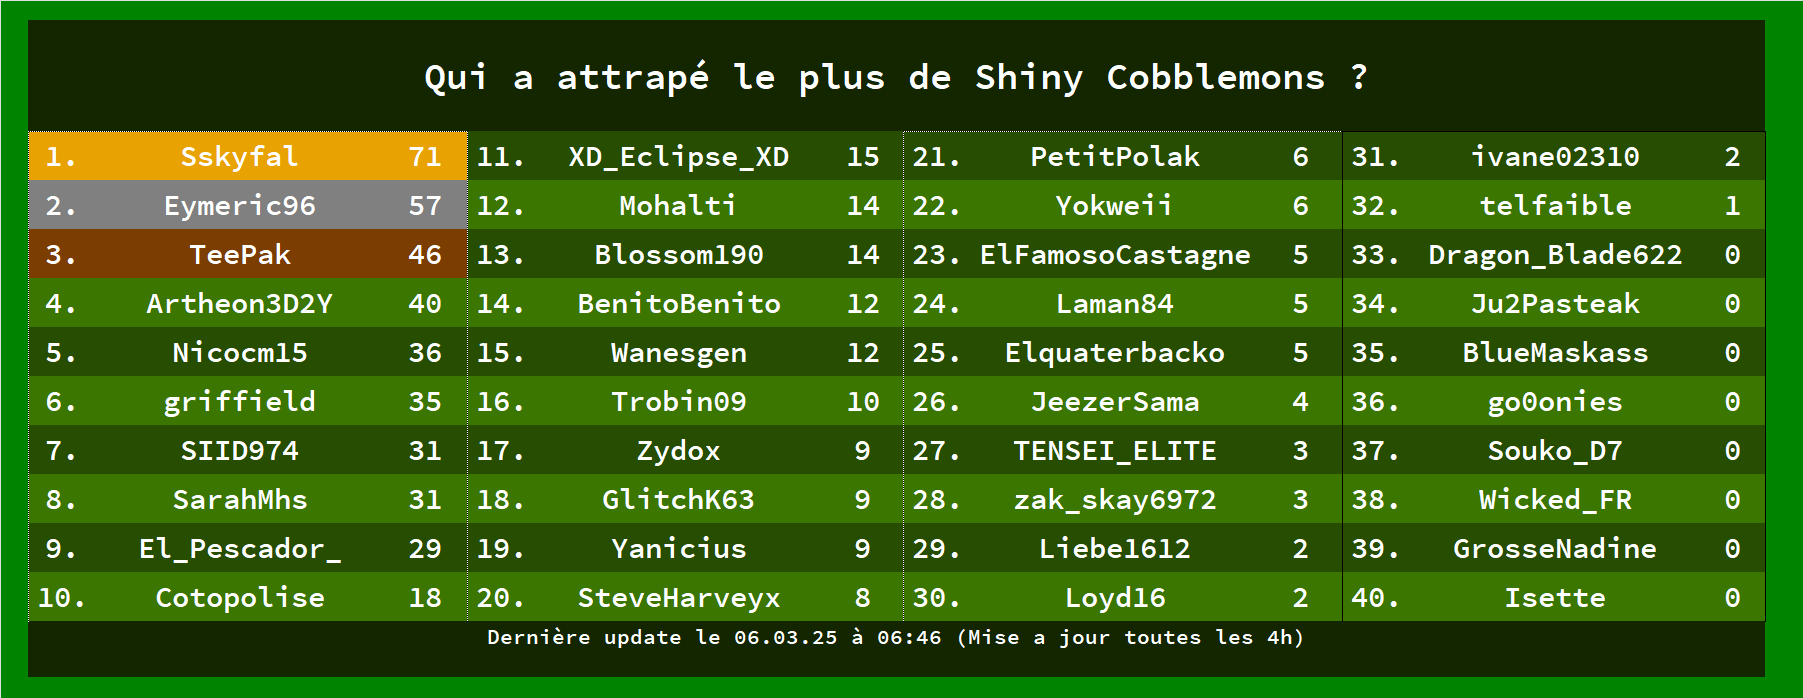 Qui a attrapé le plus de Shiny Cobblemons ?
1. Sskyfal 71
2. Eymeric96 57
3. TeePak 46
4. Artheon3D2Y 40
5. Nicocm15 36
6. griffield 35
7. SIID974 31
8. SarahMhs 31
9. El_Pescador_ 29
10. Cotopolise 18
11. XD_Eclipse_XD 15
12. Mohalti 14
13. Blossom190 14
14. BenitoBenito 12
15. Wanesgen 12
16. Trobin09 10
17. Zydox 9
18. GlitchK63 9
19. Yanicius 9
20. SteveHarveyx 8
21. PetitPolak 6
22. Yokweii 6
23. ElFamosoCastagne 5
24. Laman84 5
25. Elquaterbacko 5
26. JeezerSama 4
27. TENSEI_ELITE 3
28. zak_skay6972 3
29. Liebe1612 2
30. Loyd16 2
31. ivane02310 2
32. telfaible 1
33. Dragon_Blade622 0
34. Ju2Pasteak 0
35. BlueMaskass 0
36. go0onies 0
37. Souko_D7 0
38. Wicked_FR 0
39. GrosseNadine 0
40. Isette 0
Dernière update le 06.03.25 à 06:46 (Mise a jour toutes les 4h)